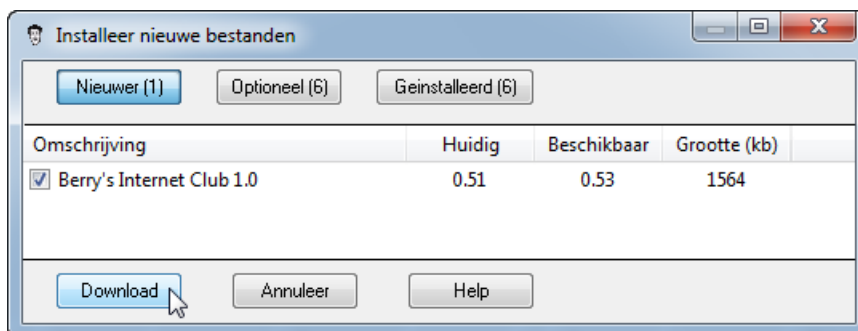 Installeer nieuwe bestanden
Nieuwer (1) Optioneel (6) Geinstalleerd (6)
Omschrijving Huidig Beschikbaar Grootte (kb)
Berry's Internet Club 1.0 0.51 0.53 1564
Download Annuleer Help